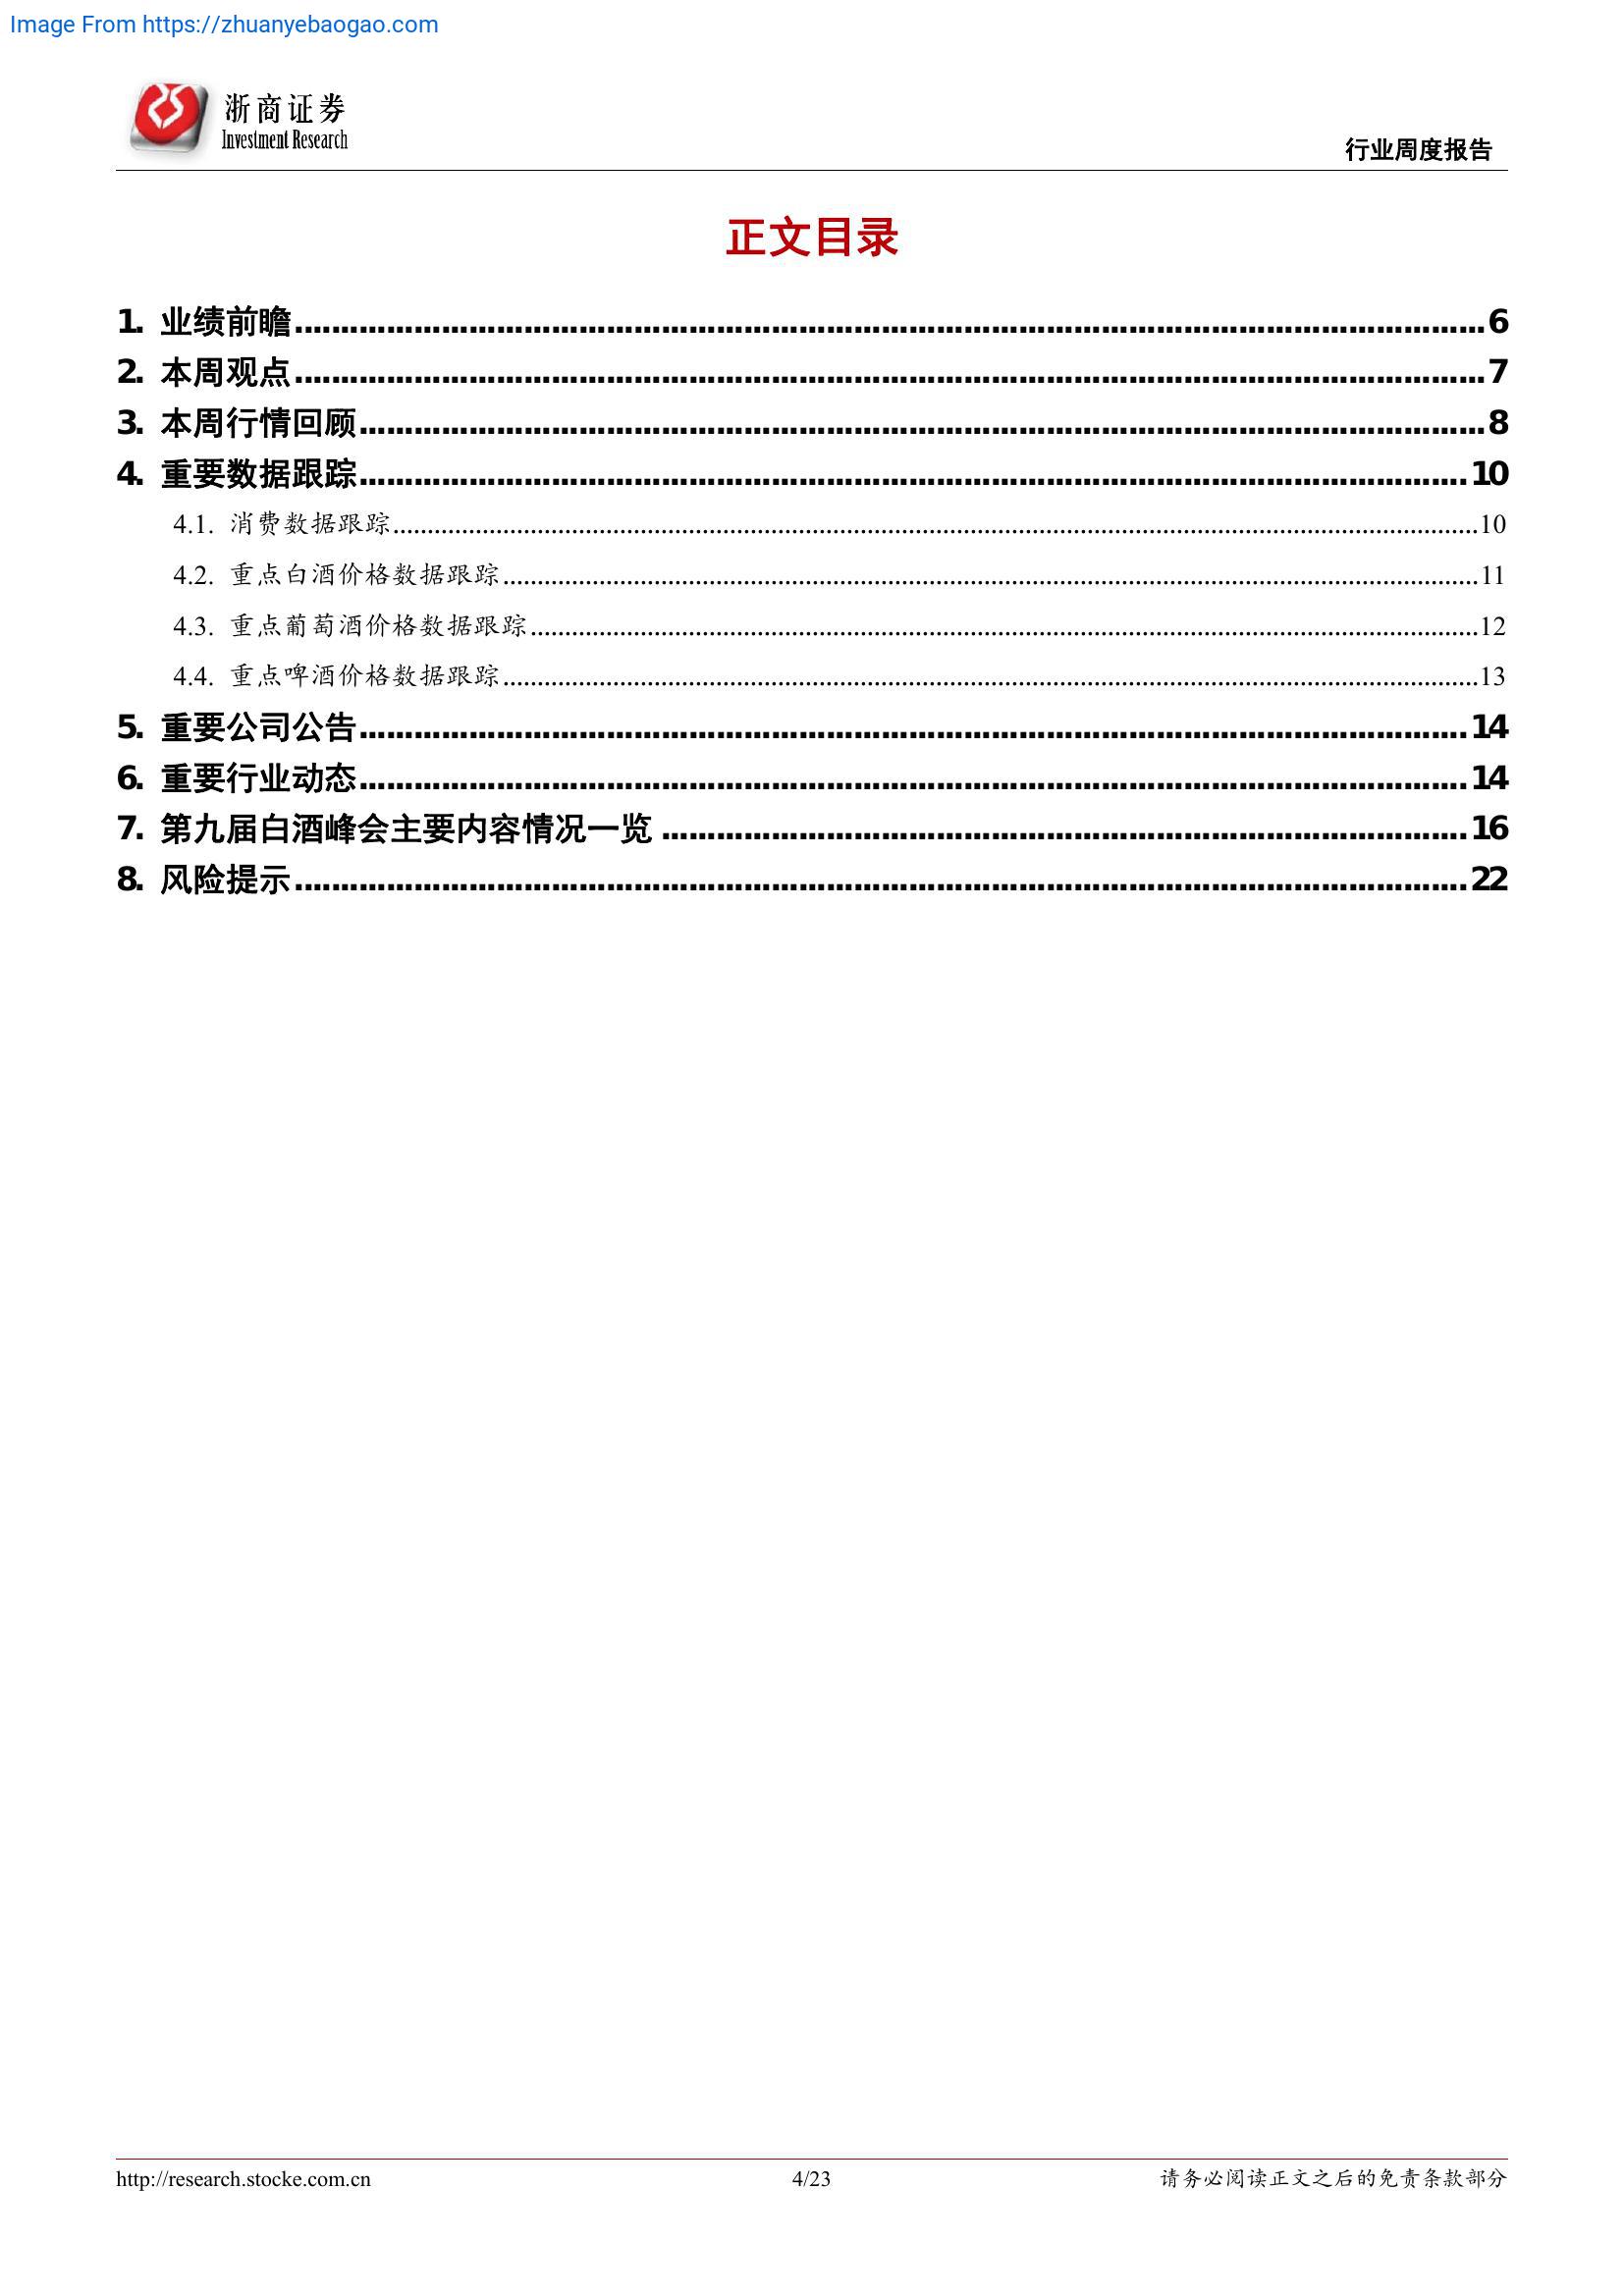 Image From https://zhuanyebaogao.com
浙商证券
Investment Research
行业周度报告
正文目录
1. 业绩前瞻........................................................................................................................6
2. 本周观点........................................................................................................................7
3. 本周行情回顾..................................................................................................................8
4. 重要数据跟踪................................................................................................................10
4.1. 消费数据跟踪................................................................................................................10
4.2. 重点白酒价格数据跟踪....................................................................................................11
4.3. 重点葡萄酒价格数据跟踪.................................................................................................12
4.4. 重点啤酒价格数据跟踪....................................................................................................13
5. 重要公司公告................................................................................................................14
6. 重要行业动态................................................................................................................14
7. 第九届白酒峰会主要内容情况一览 ....................................................................................16
8. 风险提示......................................................................................................................22
http://research.stocke.com.cn
4/23
请务必阅读正文之后的免责条款部分